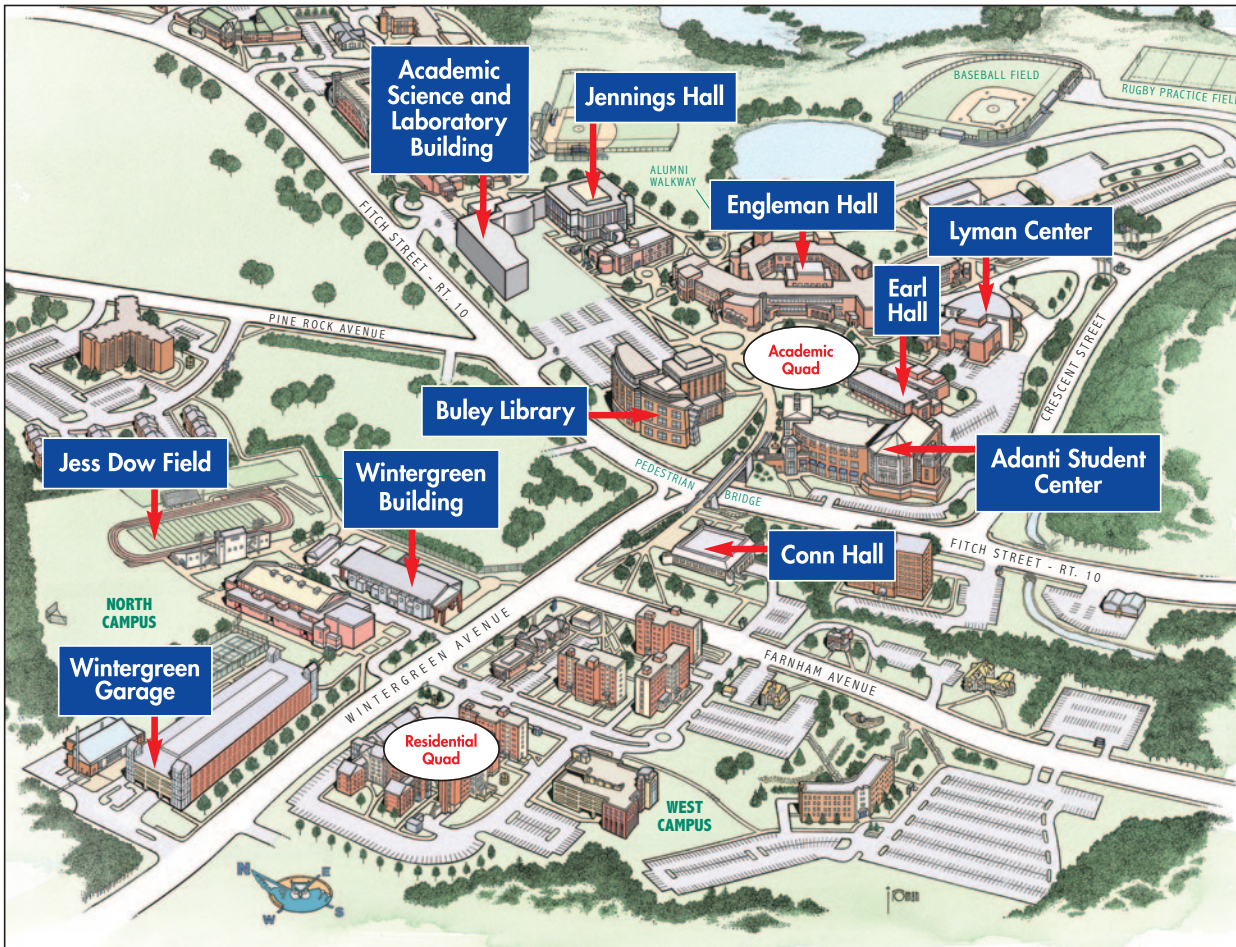 Academic
Science and
Laboratory
Building
Jennings Hall
BASEBALL FIELD
RUGBY PRACTICE FIELD
ALUMNI
WALKWAY
Engleman Hall
Lyman Center
FITCH STREET - RT. 10
Earl
Hall
PINE ROCK AVENUE
Academic
Quad
CRESCENT STREET
Buley Library
Jess Dow Field
Wintergreen
Building
PEDESTRIAN
BRIDGE
Adanti Student
Center
Conn Hall
FITCH STREET - RT. 10
NORTH
CAMPUS
WINTERGREEN AVENUE
FARNHAM AVENUE
Wintergreen
Garage
Residential
Quad
WEST
CAMPUS
N
E
W
S